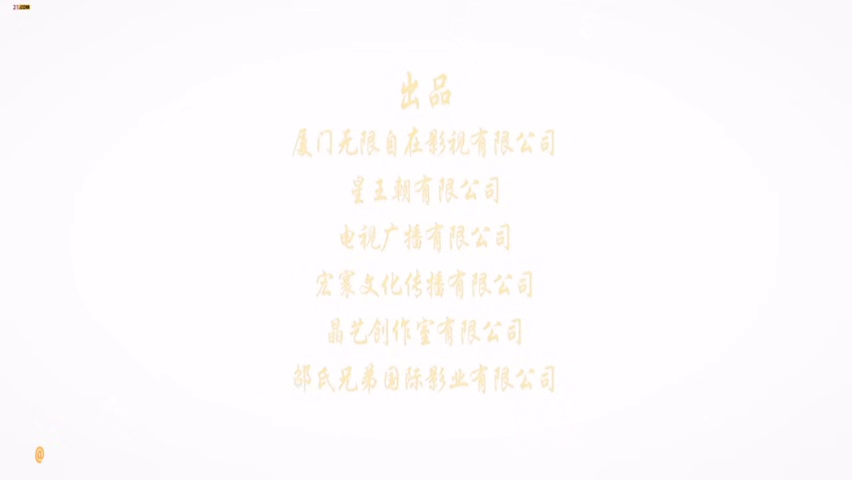 21.COM
出品
厦门无限自在影视有限公司
星王朝有限公司
电视广播有限公司
宏寰文化传播有限公司
晶艺创作室有限公司
邵氏兄弟国际影业有限公司
@